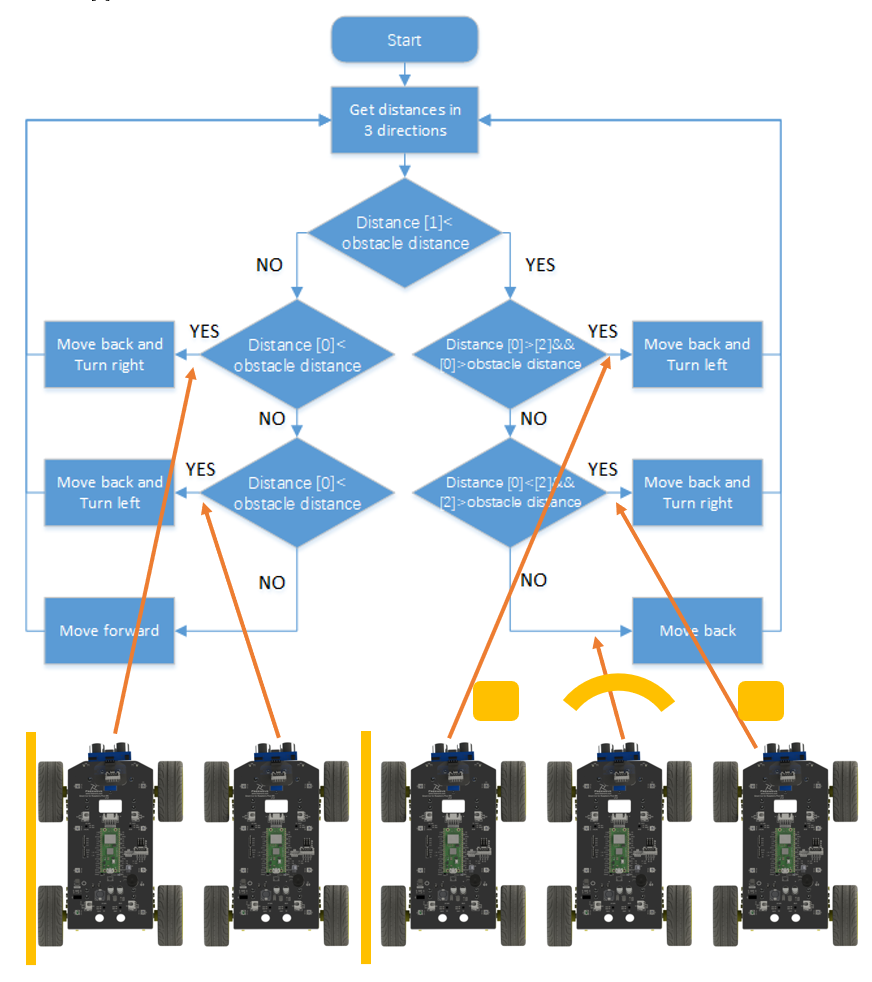 Start
Get distances in
3 directions
Distance [1]<
obstacle distance
NO
YES
YES
YES
Move back and
Turn right
Distance [0]<
obstacle distance
Distance [0]>[2]&&
[0]>obstacle distance
Move back and
Turn left
NO
NO
YES
YES
Move back and
Turn left
Distance [0]<
obstacle distance
Distance [0]<[2]&&
[2]>obstacle distance
Move back and
Turn right
NO
NO
Move forward
Move back